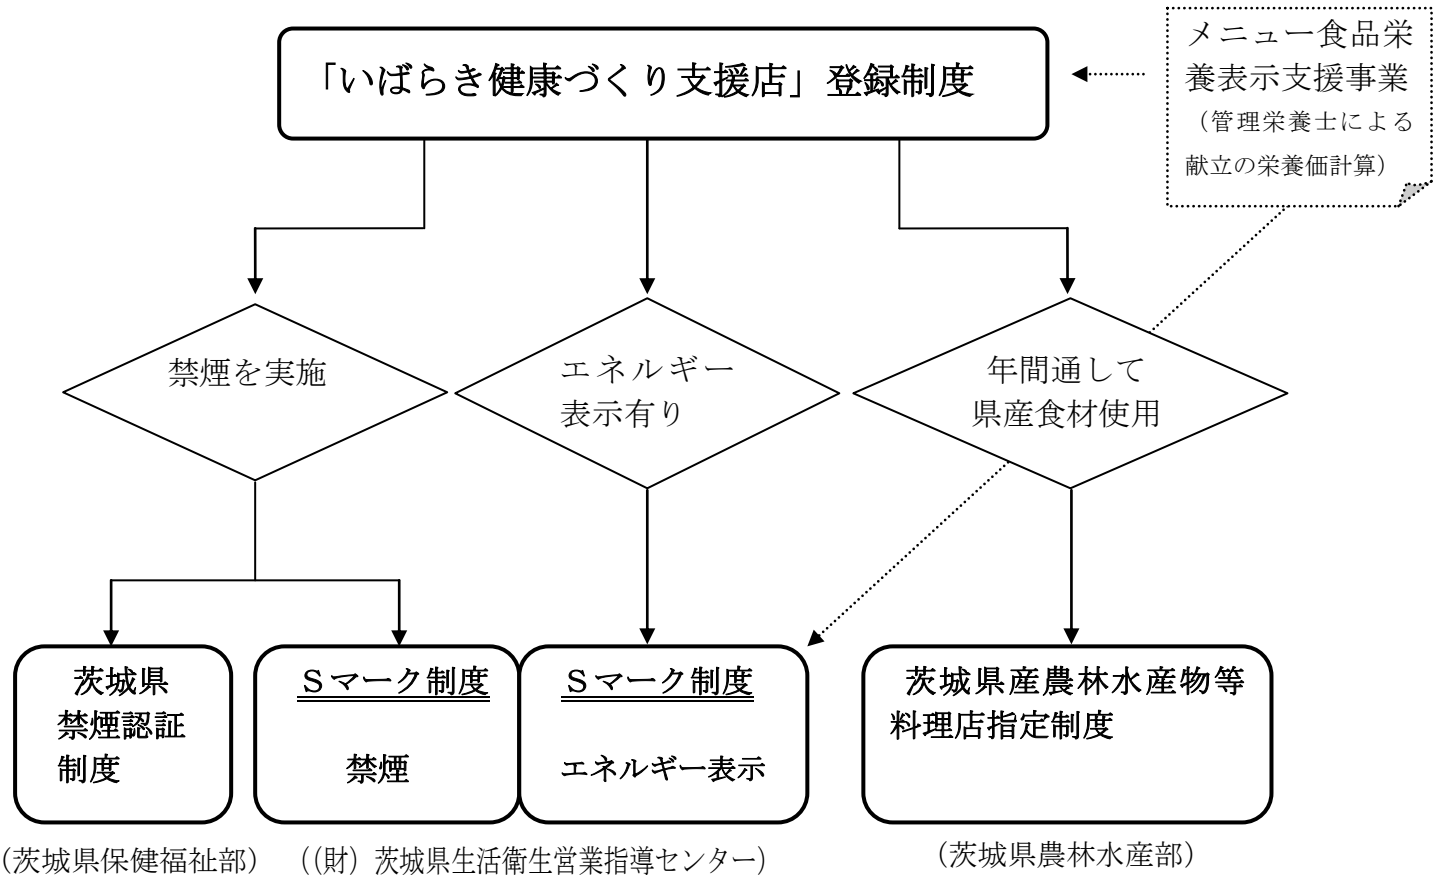 「いばらき健康づくり支援店」登録制度
メニュー食品栄
養表示支援事業
（管理栄養士による
献立の栄養価計算）
禁煙を実施
エネルギー
表示有り
年間通して
県産食材使用
茨城県
禁煙認証
制度
Ｓマーク制度
禁煙
Ｓマーク制度
エネルギー表示
茨城県産農林水産物等
料理店指定制度
（茨城県保健福祉部）
（(財）茨城県生活衛生営業指導センター）
（茨城県農林水産部）